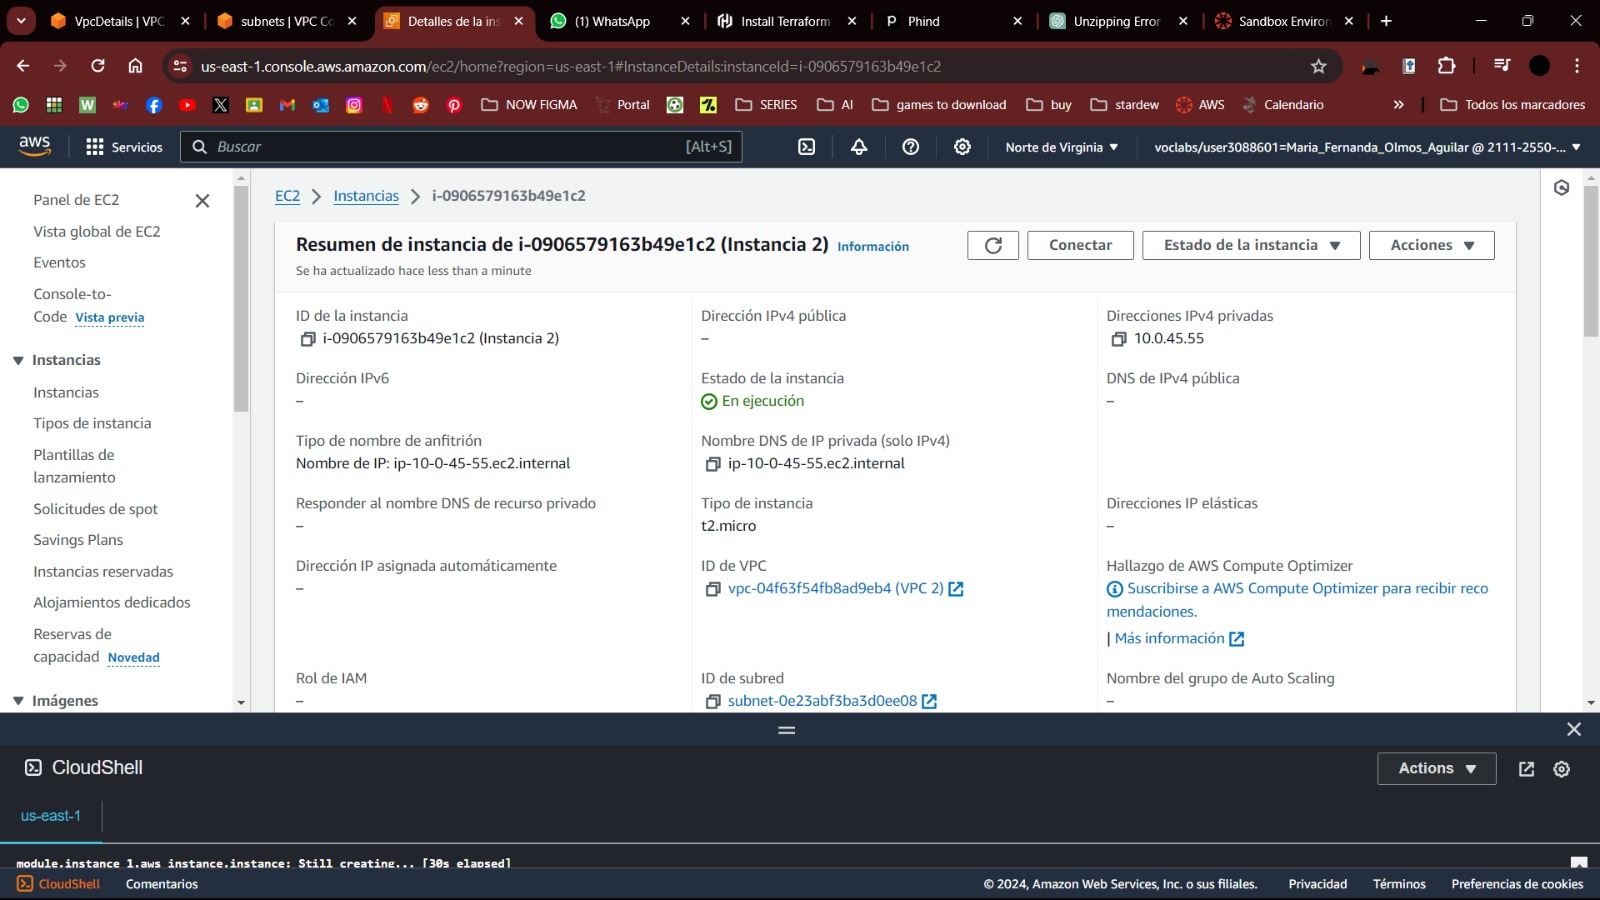 VpcDetails | VPC
subnets | VPC Co
Detalles de la ins
(1) WhatsApp
Install Terraform
Phind
Unzipping Error
Sandbox Environ
us-east-1.console.aws.amazon.com/ec2/home?region=us-east-1#InstanceDetails:instanceId=i-0906579163b49e1c2
sky
NOW FIGMA
Portal
SERIES
AI
games to download
buy
stardew
AWS
Calendario
»
Todos los marcadores
aws
Servicios
Buscar
[Alt+S]
Norte de Virginia
voclabs/user3088601=Maria_Fernanda_Olmos_Aguilar @ 2111-2550-...
Panel de EC2
Vista global de EC2
Eventos
Console-to-
Code Vista previa
Instancias
Instancias
Tipos de instancia
Plantillas de
lanzamiento
Solicitudes de spot
Savings Plans
Instancias reservadas
Alojamientos dedicados
Reservas de
capacidad Novedad
Imágenes
EC2 > Instancias > i-0906579163b49e1c2
Resumen de instancia de i-0906579163b49e1c2 (Instancia 2) Información
Se ha actualizado hace less than a minute
Conectar
Estado de la instancia
Acciones
ID de la instancia
i-0906579163b49e1c2 (Instancia 2)
Dirección IPv4 pública
–
Direcciones IPv4 privadas
10.0.45.55
Dirección IPv6
–
Estado de la instancia
En ejecución
DNS de IPv4 pública
–
Tipo de nombre de anfitrión
Nombre de IP: ip-10-0-45-55.ec2.internal
Nombre DNS de IP privada (solo IPv4)
ip-10-0-45-55.ec2.internal
Responder al nombre DNS de recurso privado
–
Tipo de instancia
t2.micro
Direcciones IP elásticas
–
Dirección IP asignada automáticamente
–
ID de VPC
vpc-04f63f54fb8ad9eb4 (VPC 2)
Hallazgo de AWS Compute Optimizer
Suscribirse a AWS Compute Optimizer para recibir reco
mendaciones.
| Más información
Rol de IAM
–
ID de subred
subnet-0e23abf3ba3d0ee08
Nombre del grupo de Auto Scaling
–
CloudShell
Actions
us-east-1
module.instance_1.aws_instance.instance: Still creating... [30s elapsed]
CloudShell
Comentarios
© 2024, Amazon Web Services, Inc. o sus filiales.
Privacidad
Términos
Preferencias de cookies